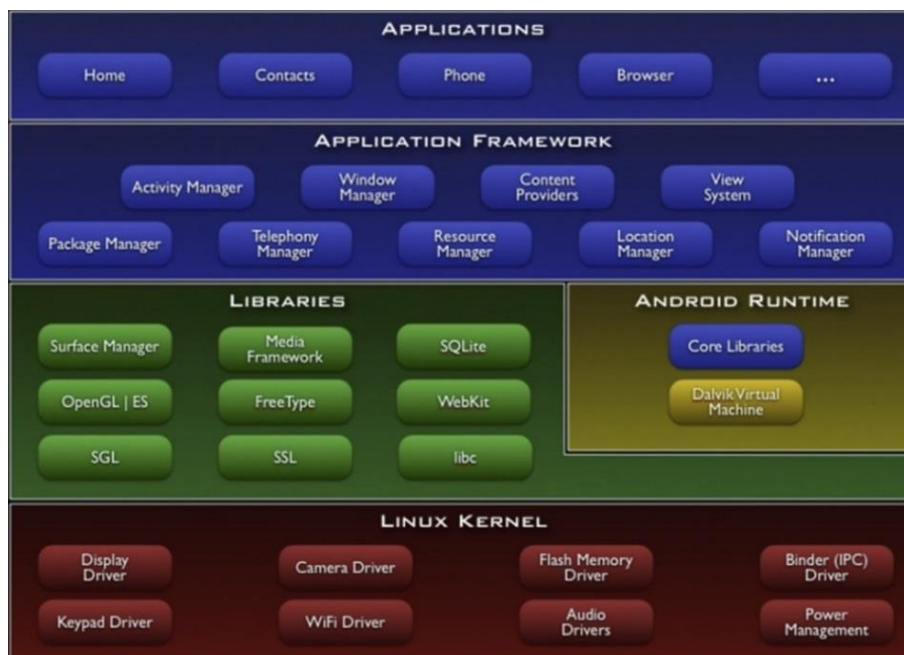 APPLICATIONS
Home
Contacts
Phone
Browser
...
APPLICATION FRAMEWORK
Activity Manager
Window
Manager
Content
Providers
View
System
Package Manager
Telephony
Manager
Resource
Manager
Location
Manager
Notification
Manager
LIBRARIES
Surface Manager
Media
Framework
SQLite
OpenGL | ES
FreeType
WebKit
SGL
SSL
libc
ANDROID RUNTIME
Core Libraries
Dalvik Virtual
Machine
LINUX KERNEL
Display
Driver
Camera Driver
Flash Memory
Driver
Binder (IPC)
Driver
Keypad Driver
WiFi Driver
Audio
Drivers
Power
Management